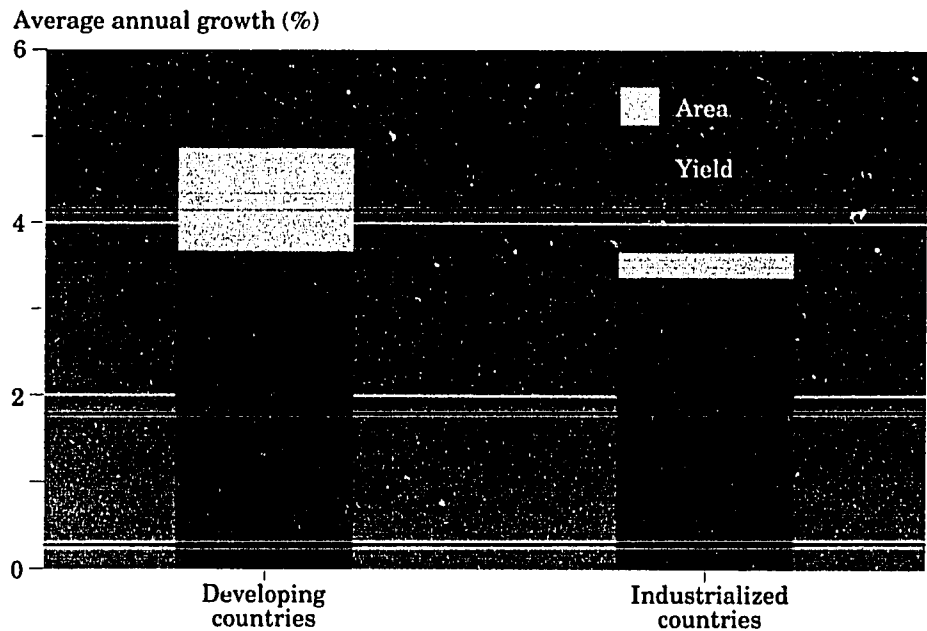 Average annual growth (%)
6
Area
Yield
4
2
0
Developing
countries
Industrialized
countries